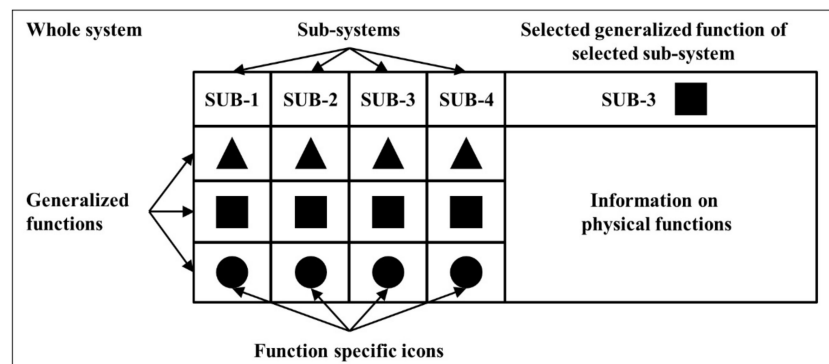 Whole system
Sub-systems
Selected generalized function of
selected sub-system
SUB-1 SUB-2 SUB-3 SUB-4 SUB-3
Generalized
functions
Information on
physical functions
Function specific icons